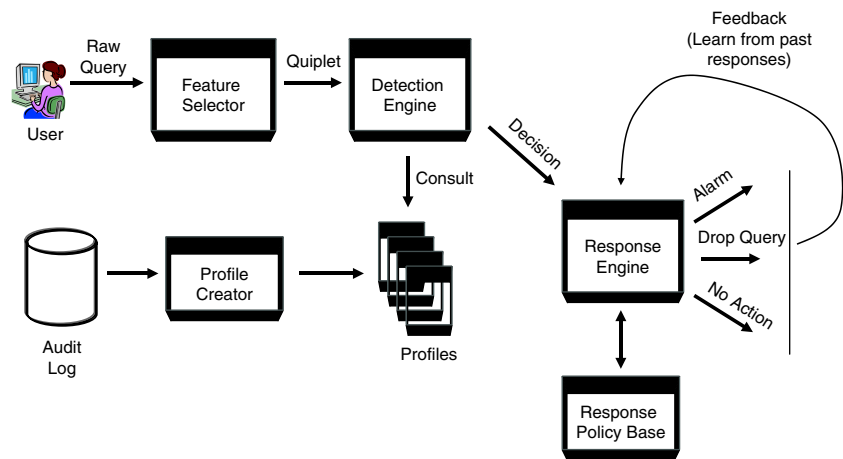 Raw
Query
User
Feature
Selector
Quiplet
Detection
Engine
Consult
Decision
Feedback
(Learn from past
responses)
Audit
Log
Profile
Creator
Profiles
Response
Engine
Alarm
Drop Query
No Action
Response
Policy Base